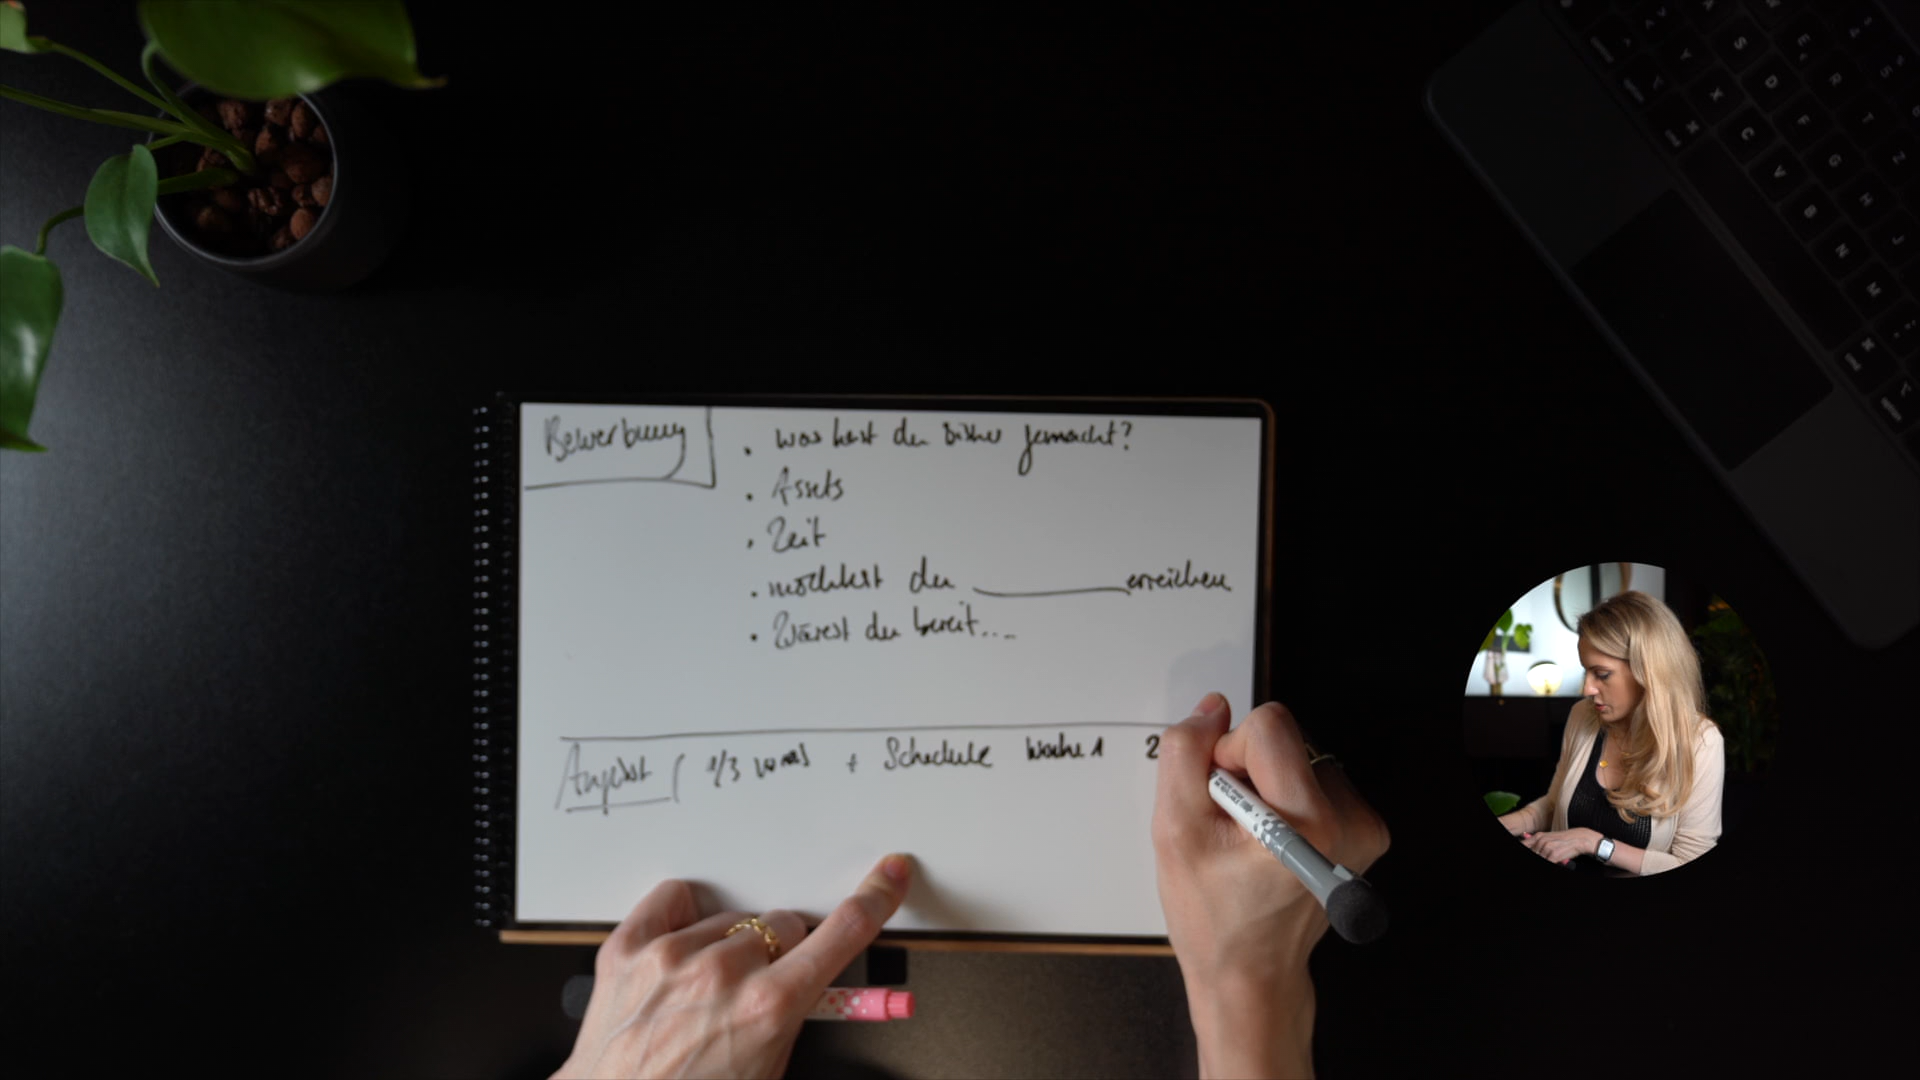 Bewerbung
• was hast du bisher gemacht?
• Assets
• Zeit
• möchtest du ________ erreichen
• Wärest du bereit....
Angebot ( 1/3 + Schedule Woche 1 2